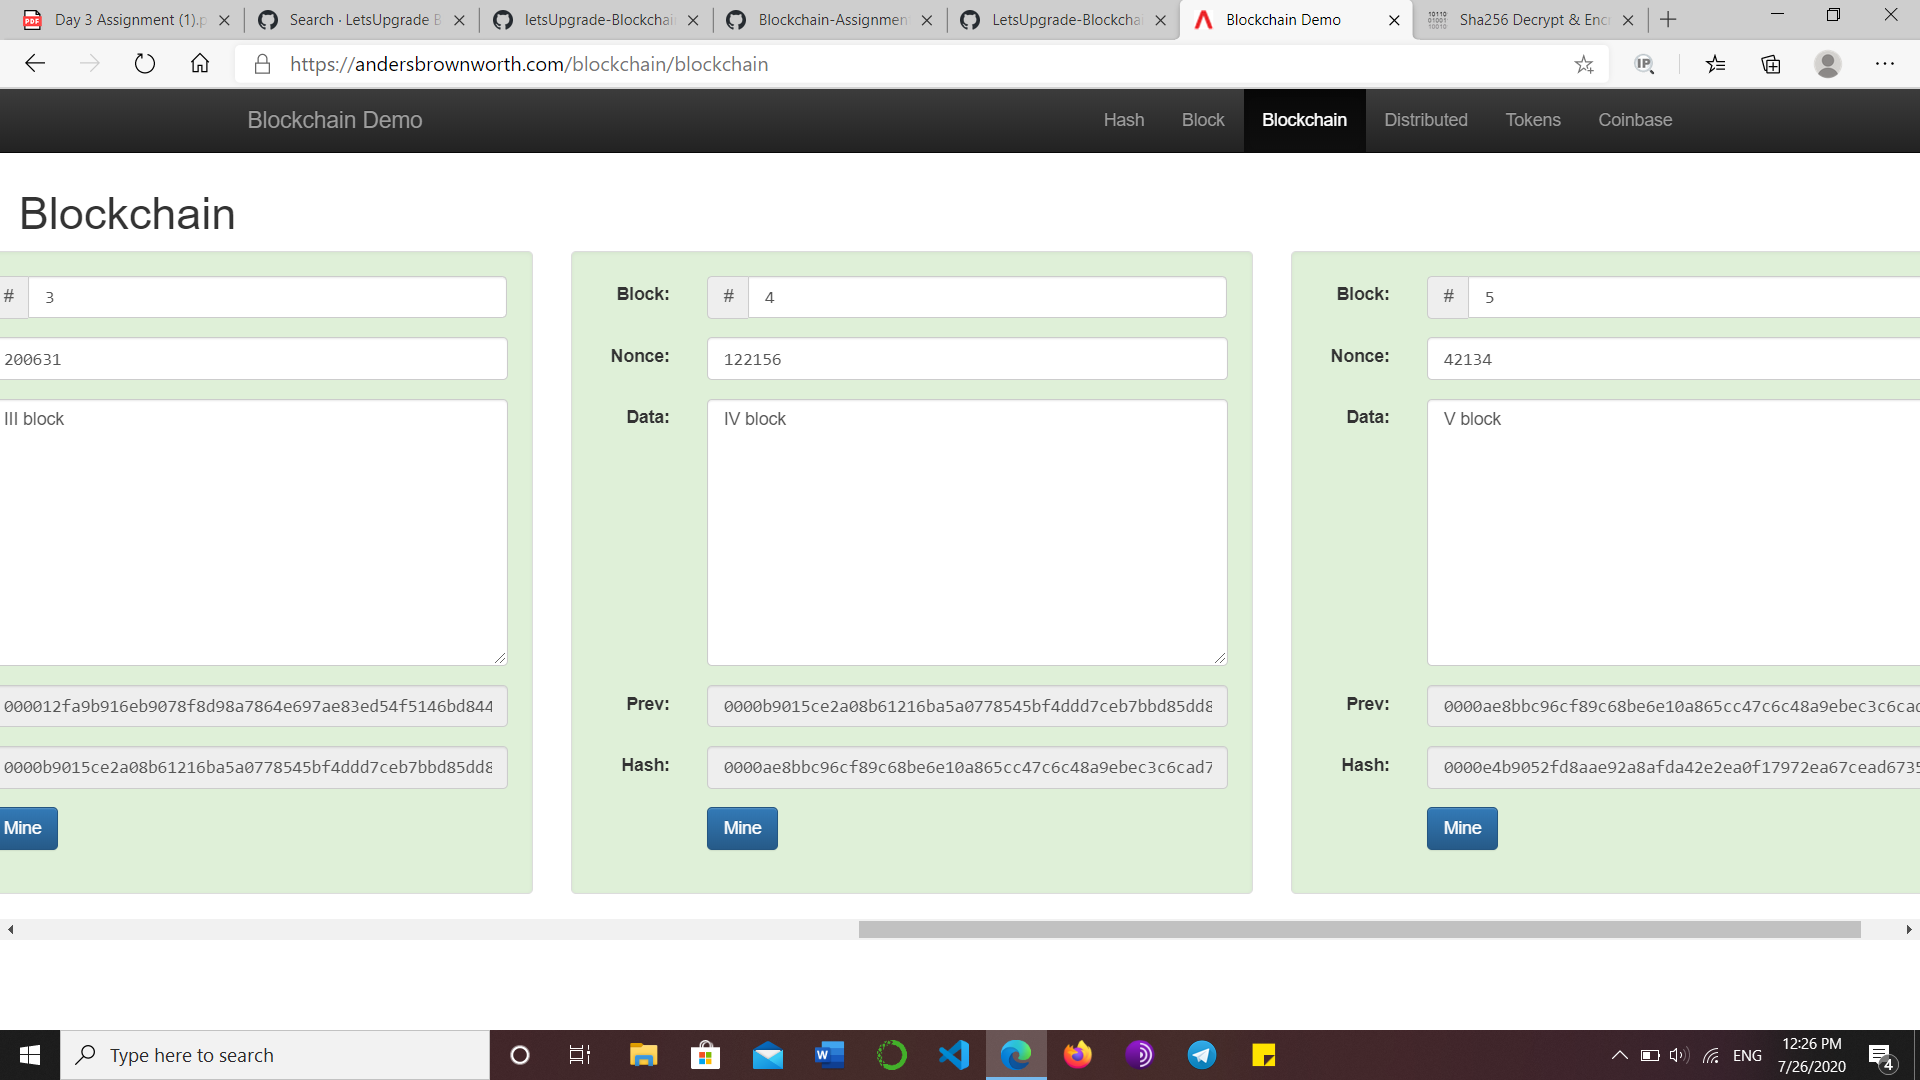 Day 3 Assignment (1).p
Search · LetsUpgrade B
letsUpgrade-Blockchai
Blockchain-Assignmen
LetsUpgrade-Blockcha
Blockchain Demo
Sha256 Decrypt & Enc
https://andersbrownworth.com/blockchain/blockchain
IP
Blockchain Demo
Hash
Block
Blockchain
Distributed
Tokens
Coinbase
Blockchain
# 3
200631
III block
000012fa9b916eb9078f8d98a7864e697ae83ed54f5146bd844
0000b9015ce2a08b61216ba5a0778545bf4ddd7ceb7bbd85dd8
Mine
Block: # 4
Nonce: 122156
Data: IV block
Prev: 0000b9015ce2a08b61216ba5a0778545bf4ddd7ceb7bbd85dd8
Hash: 0000ae8bbc96cf89c68be6e10a865cc47c6c48a9ebec3c6cad7
Mine
Block: # 5
Nonce: 42134
Data: V block
Prev: 0000ae8bbc96cf89c68be6e10a865cc47c6c48a9ebec3c6cad
Hash: 0000e4b9052fd8aae92a8afda42e2ea0f17972ea67cead6735
Mine
Type here to search
ENG
12:26 PM
7/26/2020
4